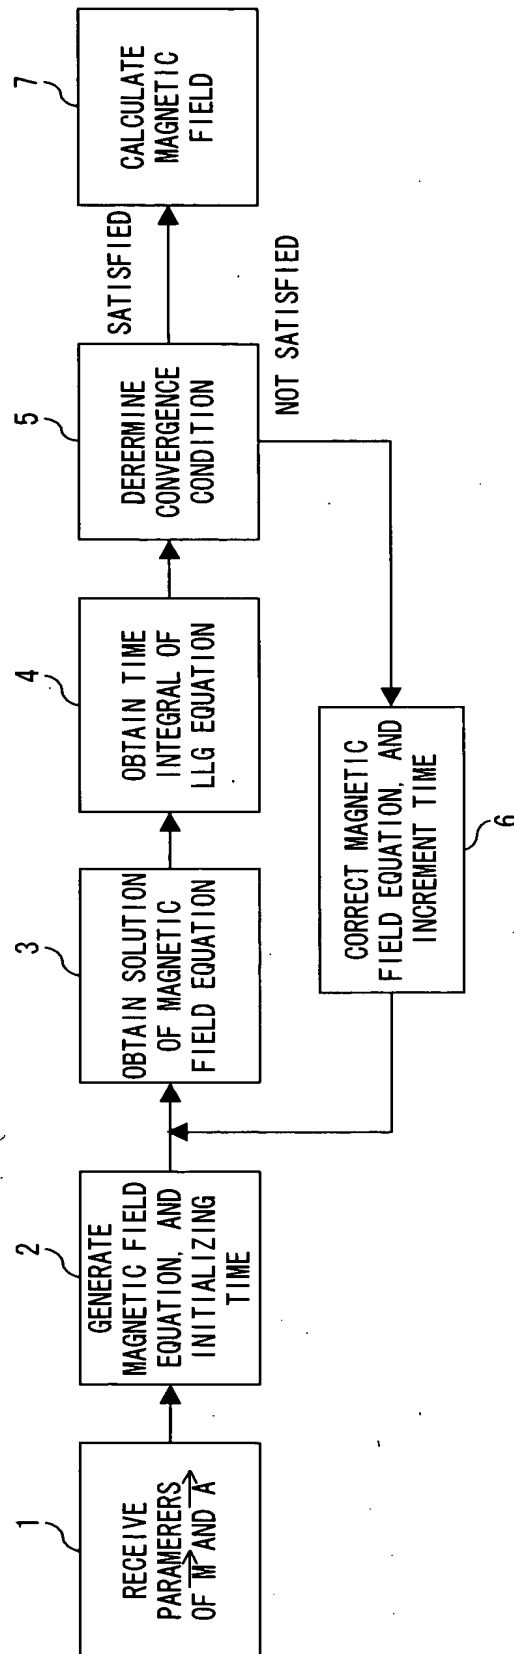 1
RECEIVE
PARAMERERS
OF M⃗ AND A⃗
2
GENERATE
MAGNETIC FIELD
EQUATION, AND
INITIALIZING
TIME
3
OBTAIN SOLUTION
OF MAGNETIC
FIELD EQUATION
4
OBTAIN TIME
INTEGRAL OF
LLG EQUATION
5
DERERMINE
CONVERGENCE
CONDITION
SATISFIED
NOT SATISFIED
7
CALCULATE
MAGNETIC
FIELD
CORRECT MAGNETIC
FIELD EQUATION, AND
INCREMENT TIME
6